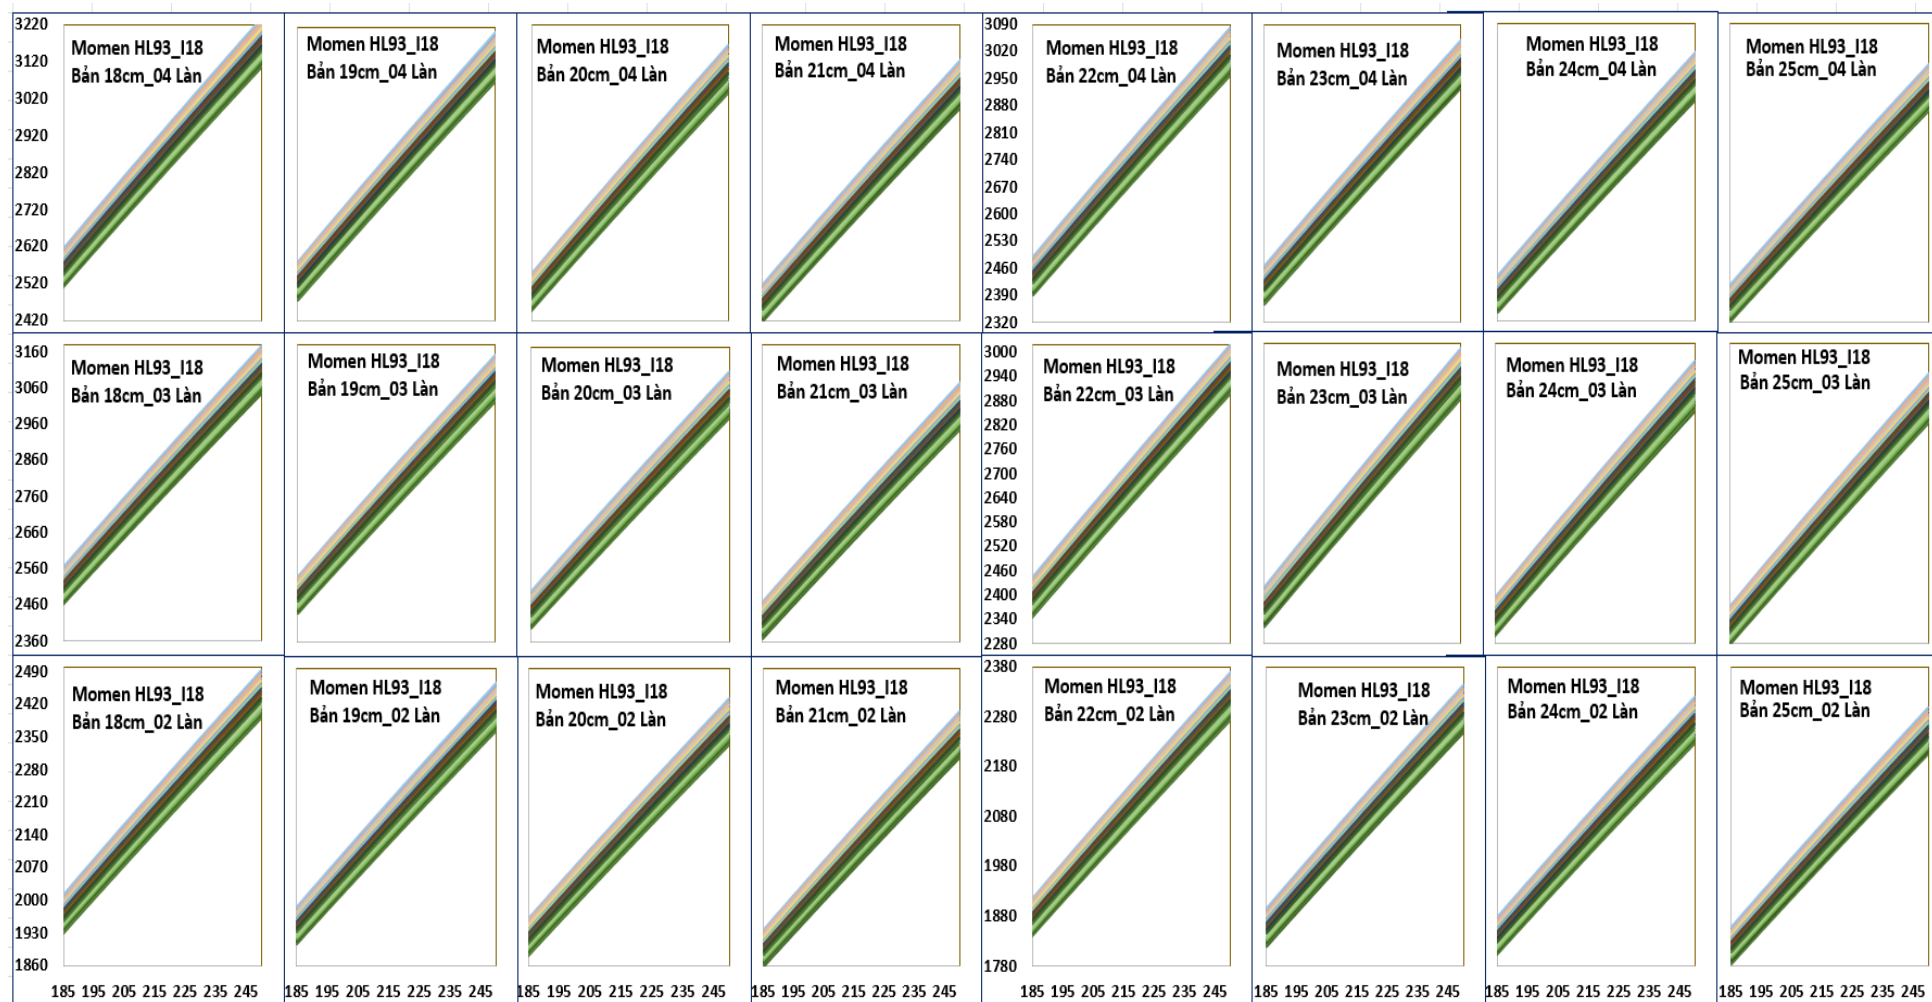 3220
3120
3020
2920
2820
2720
2620
2520
2420
Momen HL93_I18
Bản 18cm_04 Làn
Momen HL93_I18
Bản 19cm_04 Làn
Momen HL93_I18
Bản 20cm_04 Làn
Momen HL93_I18
Bản 21cm_04 Làn
3090
3020
2950
2880
2810
2740
2670
2600
2530
2460
2390
2320
Momen HL93_I18
Bản 22cm_04 Làn
Momen HL93_I18
Bản 23cm_04 Làn
Momen HL93_I18
Bản 24cm_04 Làn
Momen HL93_I18
Bản 25cm_04 Làn
3160
3060
2960
2860
2760
2660
2560
2460
2360
Momen HL93_I18
Bản 18cm_03 Làn
Momen HL93_I18
Bản 19cm_03 Làn
Momen HL93_I18
Bản 20cm_03 Làn
Momen HL93_I18
Bản 21cm_03 Làn
3000
2940
2880
2820
2760
2700
2640
2580
2520
2460
2400
2340
2280
Momen HL93_I18
Bản 22cm_03 Làn
Momen HL93_I18
Bản 23cm_03 Làn
Momen HL93_I18
Bản 24cm_03 Làn
Momen HL93_I18
Bản 25cm_03 Làn
2490
2420
2350
2280
2210
2140
2070
2000
1930
1860
Momen HL93_I18
Bản 18cm_02 Làn
Momen HL93_I18
Bản 19cm_02 Làn
Momen HL93_I18
Bản 20cm_02 Làn
Momen HL93_I18
Bản 21cm_02 Làn
2380
2280
2180
2080
1980
1880
1780
Momen HL93_I18
Bản 22cm_02 Làn
Momen HL93_I18
Bản 23cm_02 Làn
Momen HL93_I18
Bản 24cm_02 Làn
Momen HL93_I18
Bản 25cm_02 Làn
185 195 205 215 225 235 245
185 195 205 215 225 235 245
185 195 205 215 225 235 245
185 195 205 215 225 235 245
185 195 205 215 225 235 245
185 195 205 215 225 235 245
185 195 205 215 225 235 245
185 195 205 215 225 235 245